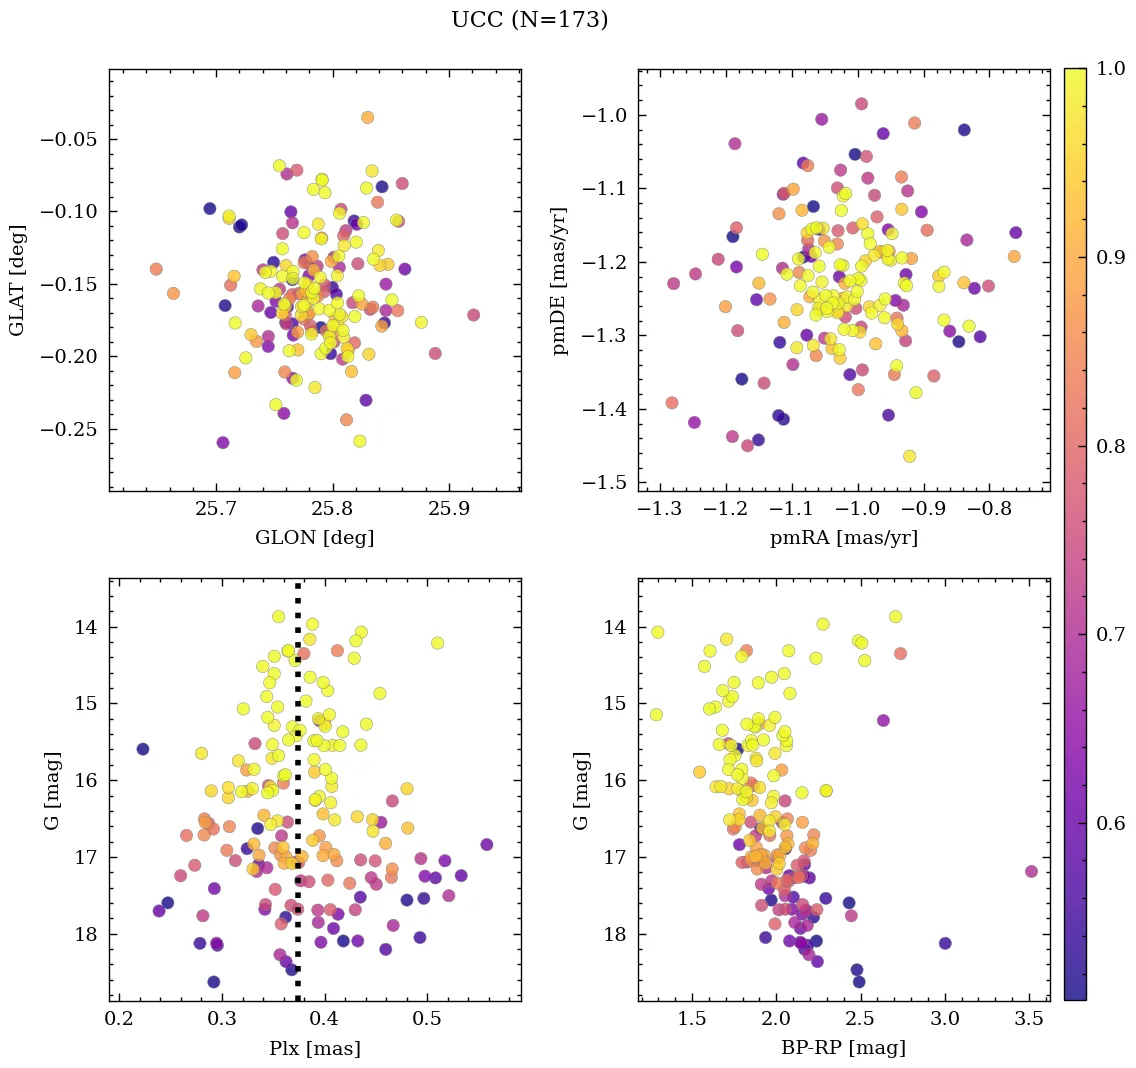 UCC (N=173)
−0.05
−0.10
−0.15
−0.20
−0.25
GLAT [deg]
25.7 25.8 25.9
GLON [deg]
−1.0
−1.1
−1.2
−1.3
−1.4
−1.5
pmDE [mas/yr]
−1.3 −1.2 −1.1 −1.0 −0.9 −0.8
pmRA [mas/yr]
14
15
16
17
18
G [mag]
0.2 0.3 0.4 0.5
Plx [mas]
14
15
16
17
18
G [mag]
1.5 2.0 2.5 3.0 3.5
BP-RP [mag]
1.0
0.9
0.8
0.7
0.6